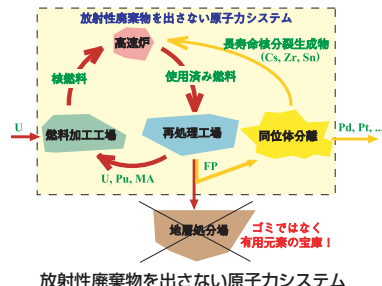 放射性廃棄物を出さない原子力システム
高速炉
長寿命核分裂生成物
(Cs, Zr, Sn)
核燃料
使用済み燃料
U
燃料加工工場
再処理工場
同位体分離
Pd, Pt, ...
FP
U, Pu, MA
地層処分場
ゴミではなく
有用元素の宝庫！
放射性廃棄物を出さない原子力システム